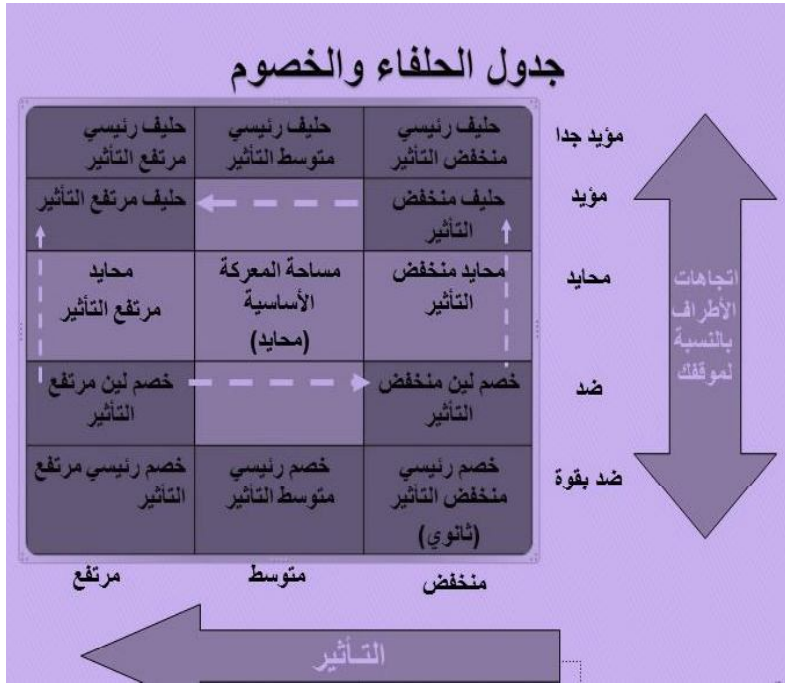 جدول الحلفاء والخصوم
مؤيد جدا
حليف رئيسي
منخفض التأثير
حليف رئيسي
متوسط التأثير
حليف رئيسي
مرتفع التأثير
مؤيد
حليف منخفض
التأثير
حليف مرتفع التأثير
محايد
محايد منخفض
التأثير
مساحة المعركة
الأساسية
(محايد)
محايد
مرتفع التأثير
ضد
خصم لين منخفض
التأثير
خصم لين مرتفع
التأثير
ضد بقوة
خصم رئيسي
منخفض التأثير
(ثانوي)
خصم رئيسي
متوسط التأثير
خصم رئيسي مرتفع
التأثير
منخفض
متوسط
مرتفع
اتجاهات
الأطراف
بالنسبة
لموقفك
التـأثير